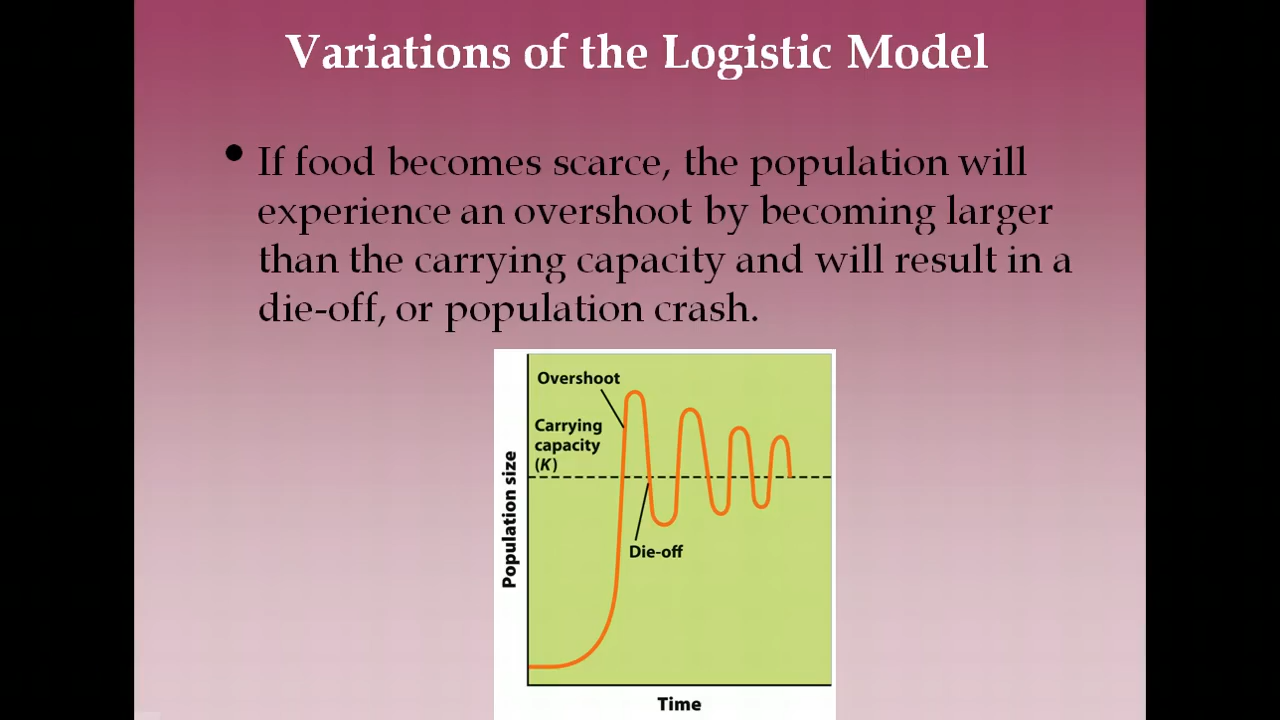 Variations of the Logistic Model
• If food becomes scarce, the population will
experience an overshoot by becoming larger
than the carrying capacity and will result in a
die-off, or population crash.
Overshoot
Carrying
capacity
(K)
Die-off
Population size
Time